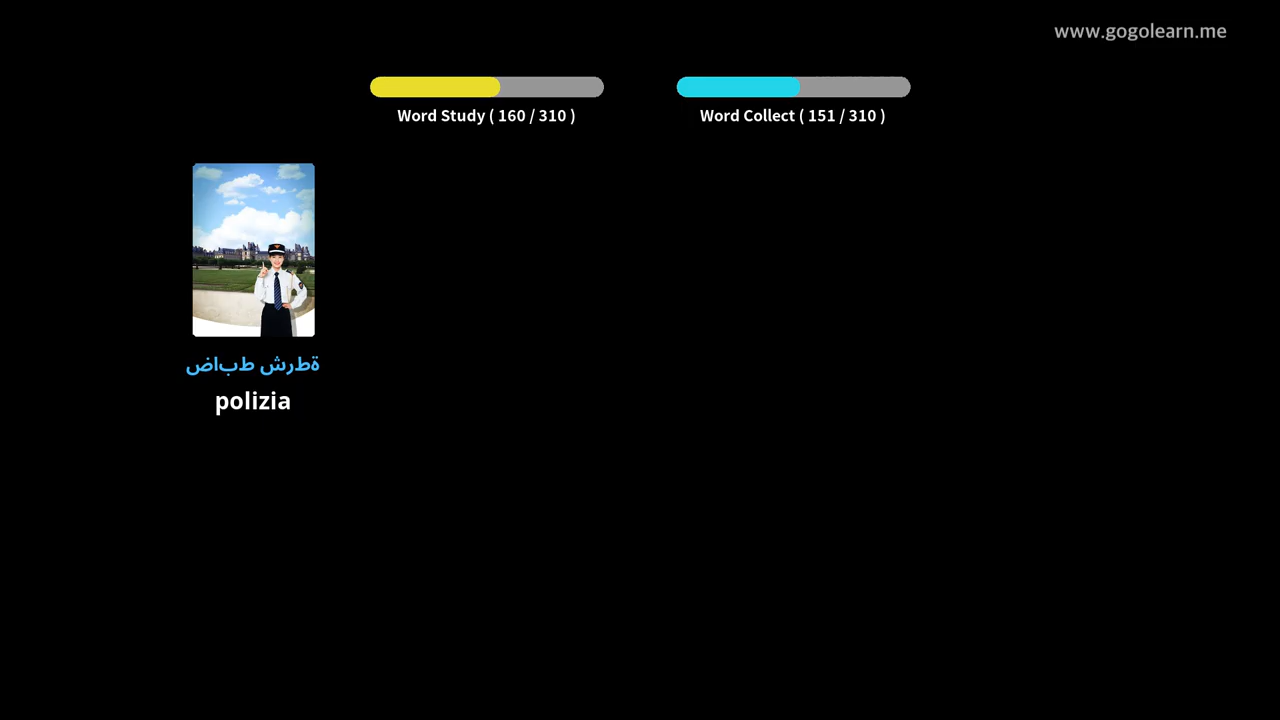 www.gogolearn.me
Word Study ( 160 / 310 )
Word Collect ( 151 / 310 )
ةطرش طباض
polizia